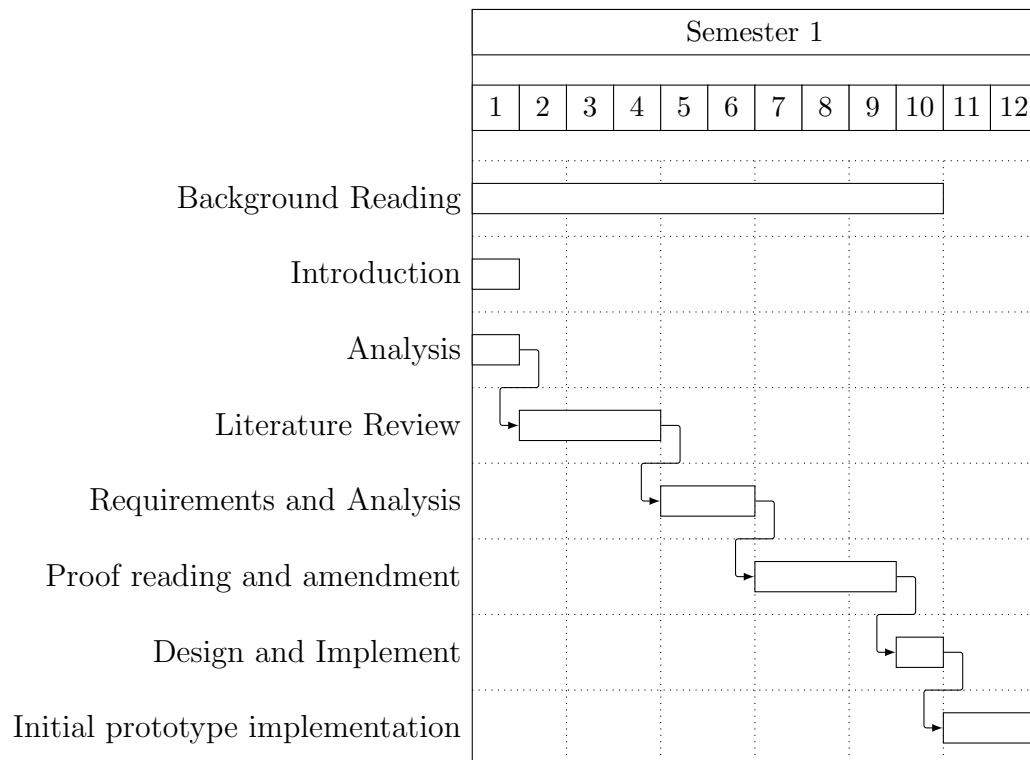 Semester 1
1 2 3 4 5 6 7 8 9 10 11 12
Background Reading
Introduction
Analysis
Literature Review
Requirements and Analysis
Proof reading and amendment
Design and Implement
Initial prototype implementation